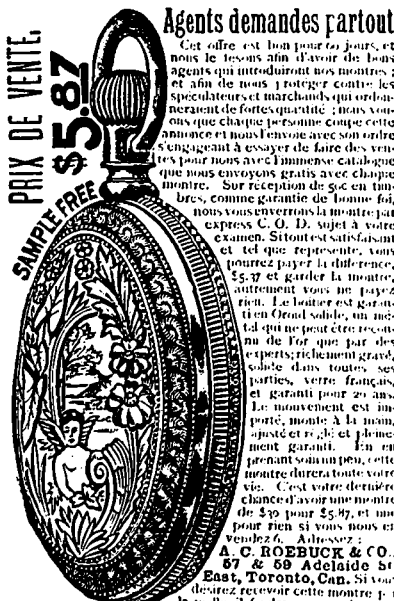 PRIX DE VENTE.
$5.87
SAMPLE FREE
Agents demandes partout
Cet offre est bon pour 60 jours, et
nous le fesons afin d'avoir de bons
agents qui introduiront nos montres ;
et afin de nous protéger contre les
spéculateurs et marchands qui ordon-
neraient de fortes quantité ; nous vou-
ons que chaque personne coupe cette
annonce et nous l'envoie avec son ordre
s'engageant à essayer de faire des ven-
tes pour nous avec l'immense catalogue
que nous envoyons gratis avec chaque
montre. Sur réception de 50c en tim-
bres, comme garantie de bonne foi,
nous vous enverrons la montre par
express C. O. D. sujet à votre
examen. Si tout est satisfaisant
et tel que represente, vous
pourrez payer la différence,
$5.37 et garder la montre,
autrement vous ne payez
rien. Le boitier est garan-
ti en Oroid solide, un mé-
tal qui ne peut être recon-
nu de l'or que par des
experts; richement gravé,
solide dans toutes ses
parties, verre français,
et garanti pour 20 ans.
Le mouvement est im-
porté, monte à la main,
ajusté et réglé et pleine-
ment garanti. En en
prenant soin un peu, cette
montre durera toute votre
vie. C'est votre dernière
chance d'avoir une montre
de $30 pour $5.87, et une
pour rien si vous nous en
vendez 6. Adressez :
A. C. ROEBUCK & CO.,
57 & 59 Adelaide St
East, Toronto, Can. Si vous
désirez recevoir cette montre